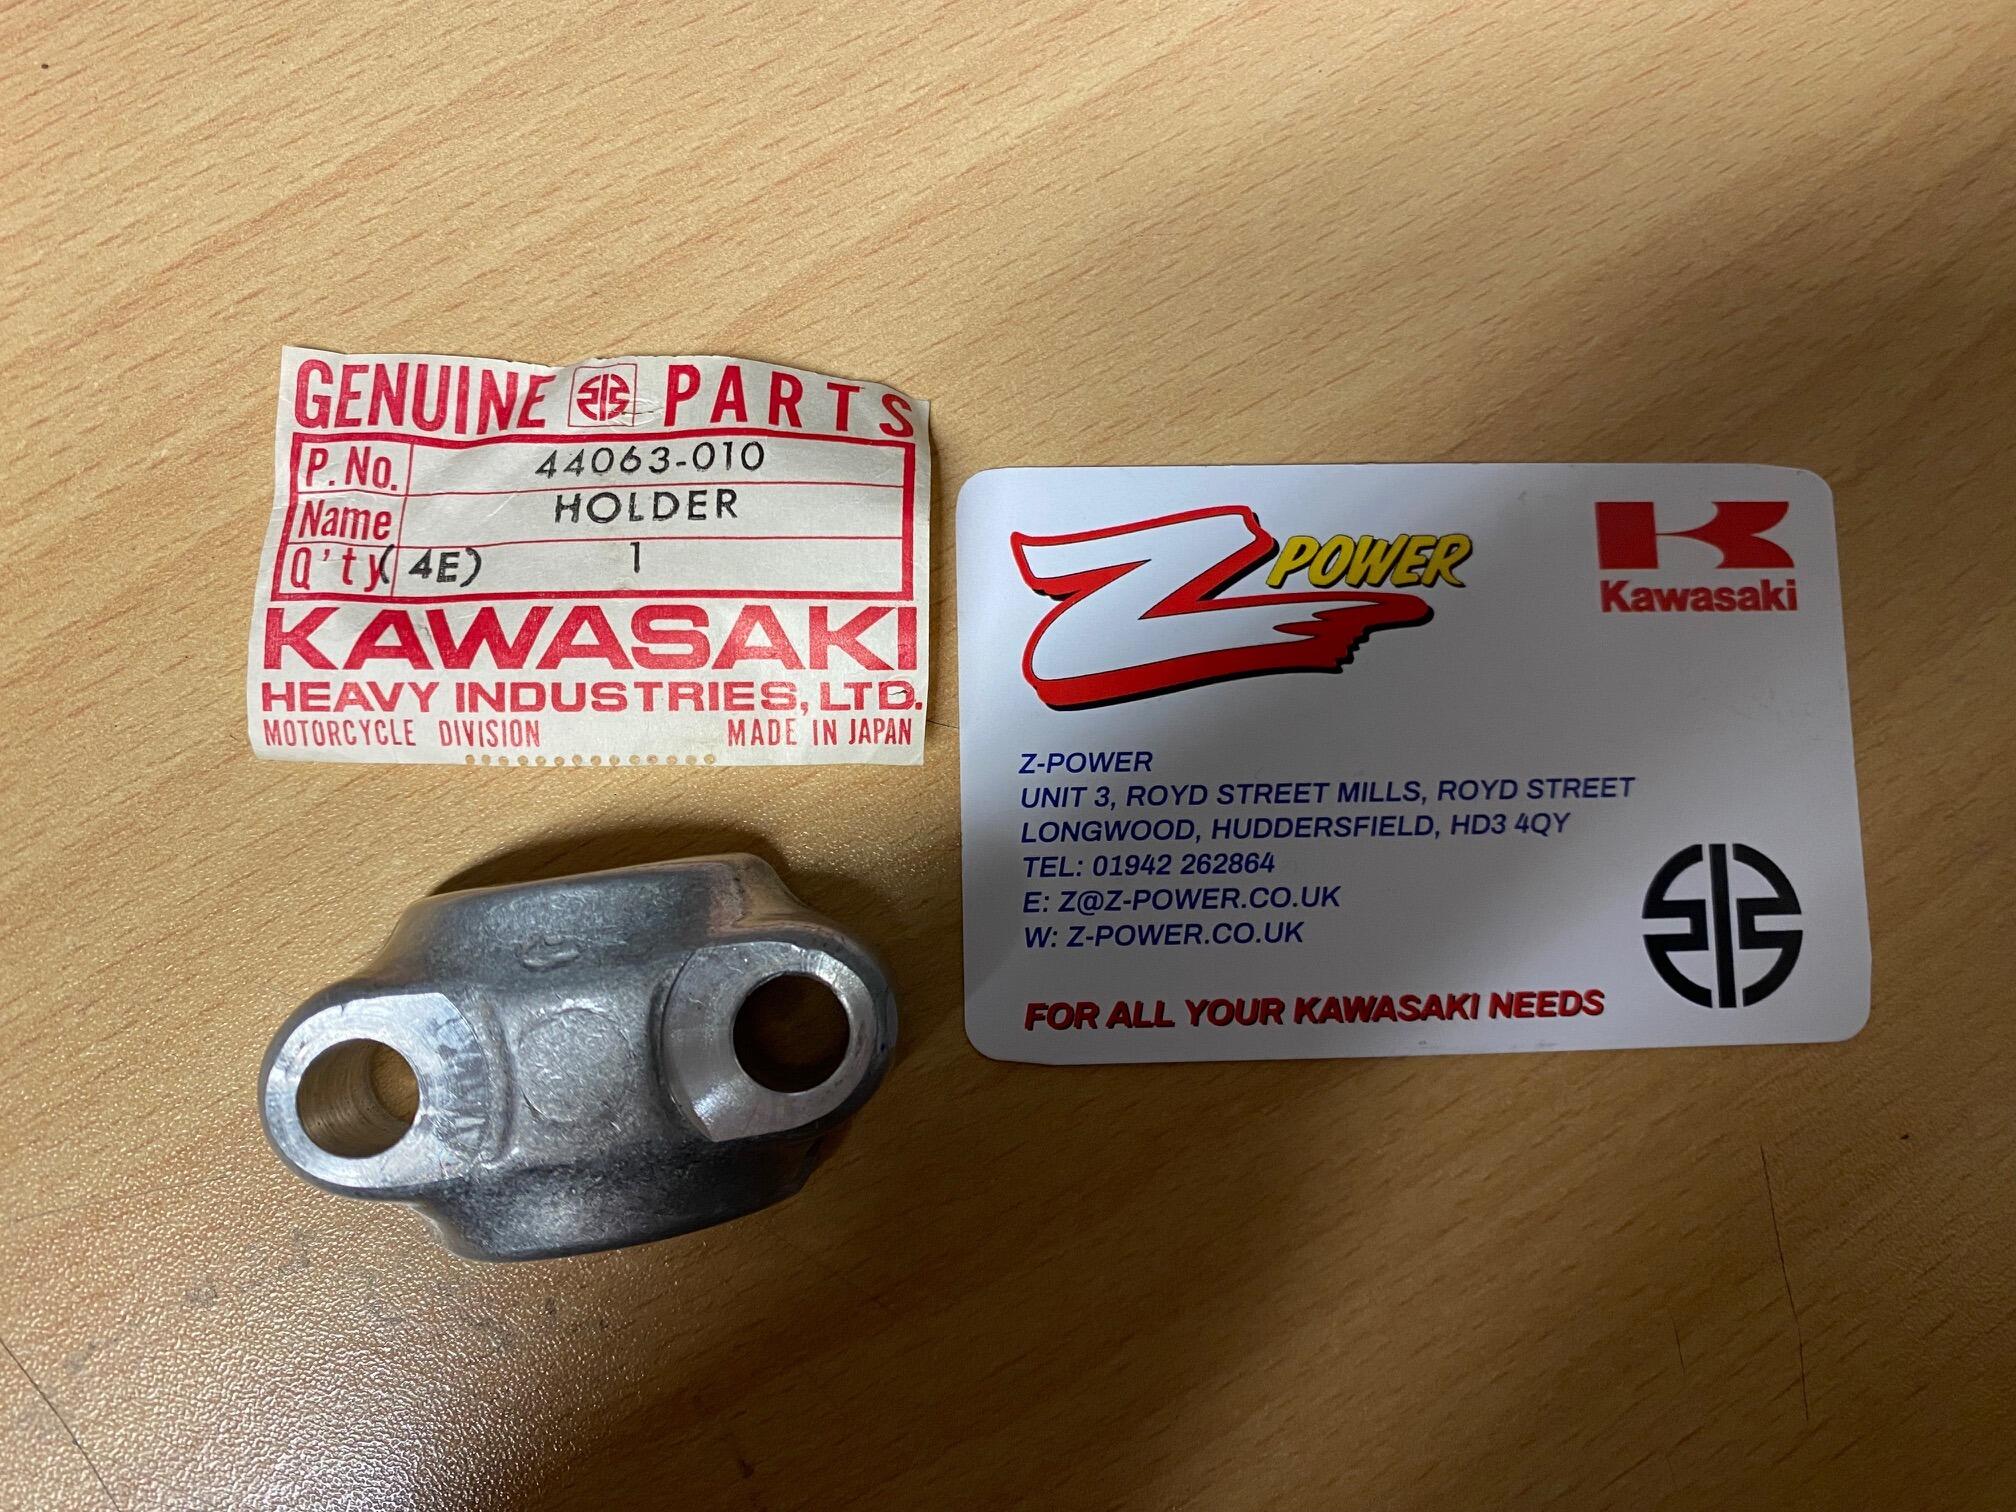 GENUINE PARTS
P. No. 44063-010
Name HOLDER
Q'ty (4E) 1
KAWASAKI
HEAVY INDUSTRIES, LTD.
MOTORCYCLE DIVISION MADE IN JAPAN
Z POWER
Kawasaki
Z-POWER
UNIT 3, ROYD STREET MILLS, ROYD STREET
LONGWOOD, HUDDERSFIELD, HD3 4QY
TEL: 01942 262864
E: Z@Z-POWER.CO.UK
W: Z-POWER.CO.UK
FOR ALL YOUR KAWASAKI NEEDS